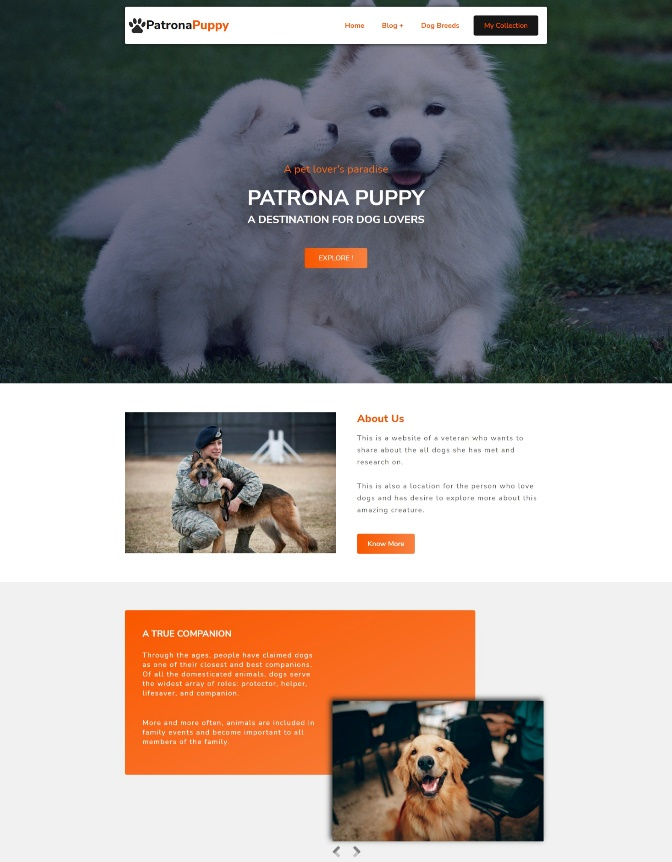 PatronaPuppy
Home
Blog +
Dog Breeds
My Collection
A pet lover's paradise
PATRONA PUPPY
A DESTINATION FOR DOG LOVERS
EXPLORE !
About Us
This is a website of a veteran who wants to
share about the all dogs she has met and
research on.
This is also a location for the person who love
dogs and has desire to explore more about this
amazing creature.
Know More
A TRUE COMPANION
Through the ages, people have claimed dogs
as one of their closest and best companions.
Of all the domesticated animals, dogs serve
the widest array of roles: protector, helper,
lifesaver, and companion.
More and more often, animals are included in
family events and become important to all
members of the family.